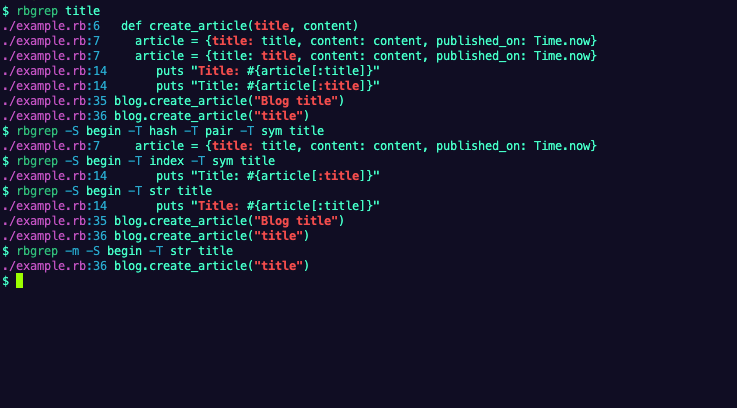 $ rbgrep title
./example.rb:6   def create_article(title, content)
./example.rb:7     article = {title: title, content: content, published_on: Time.now}
./example.rb:7     article = {title: title, content: content, published_on: Time.now}
./example.rb:14       puts "Title: #{article[:title]}"
./example.rb:14       puts "Title: #{article[:title]}"
./example.rb:35 blog.create_article("Blog title")
./example.rb:36 blog.create_article("title")
$ rbgrep -S begin -T hash -T pair -T sym title
./example.rb:7     article = {title: title, content: content, published_on: Time.now}
$ rbgrep -S begin -T index -T sym title
./example.rb:14       puts "Title: #{article[:title]}"
$ rbgrep -S begin -T str title
./example.rb:14       puts "Title: #{article[:title]}"
./example.rb:35 blog.create_article("Blog title")
./example.rb:36 blog.create_article("title")
$ rbgrep -m -S begin -T str title
./example.rb:36 blog.create_article("title")
$